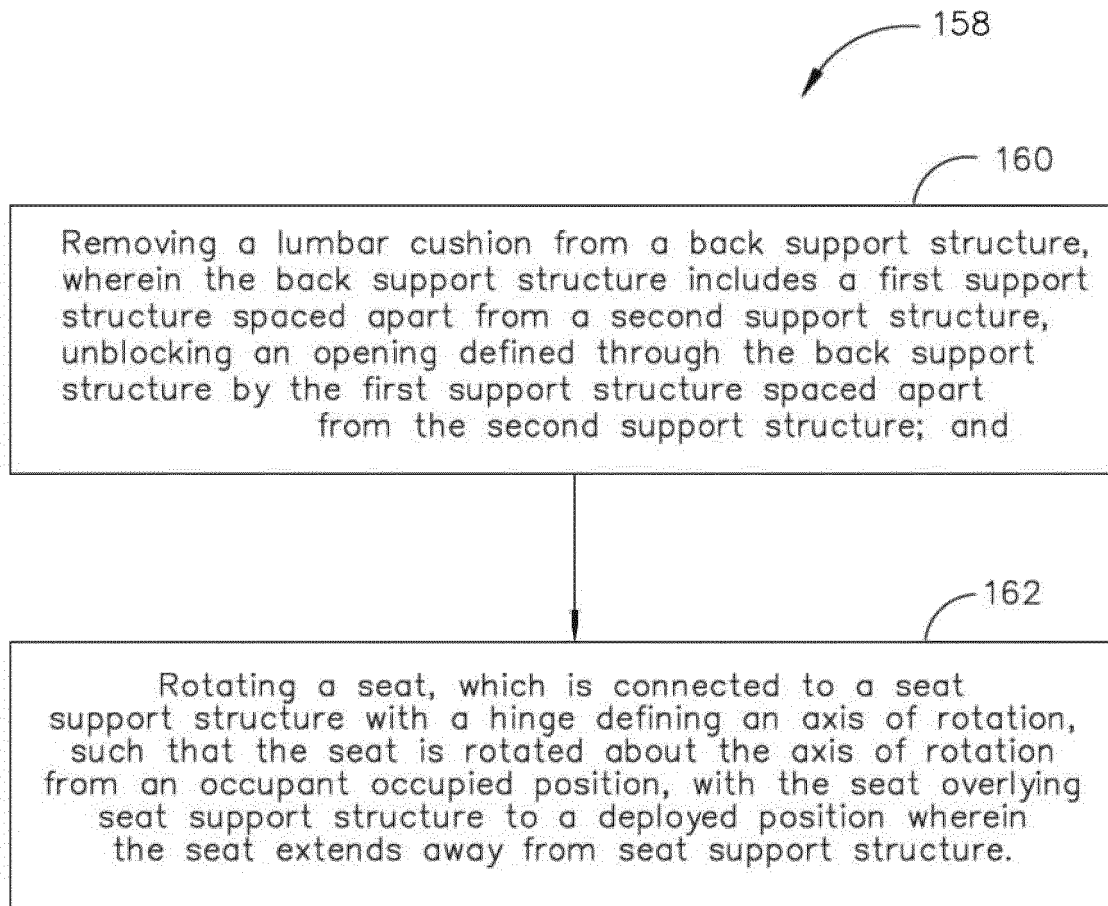 158
160
Removing a lumbar cushion from a back support structure,
wherein the back support structure includes a first support
structure spaced apart from a second support structure,
unblocking an opening defined through the back support
structure by the first support structure spaced apart
from the second support structure; and
162
Rotating a seat, which is connected to a seat
support structure with a hinge defining an axis of rotation,
such that the seat is rotated about the axis of rotation
from an occupant occupied position, with the seat overlying
seat support structure to a deployed position wherein
the seat extends away from seat support structure.